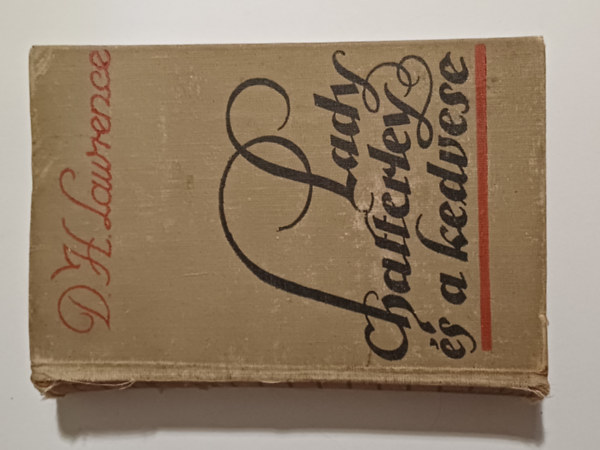 D. H. Lawrence
Lady
Chatterley
és a kedvese